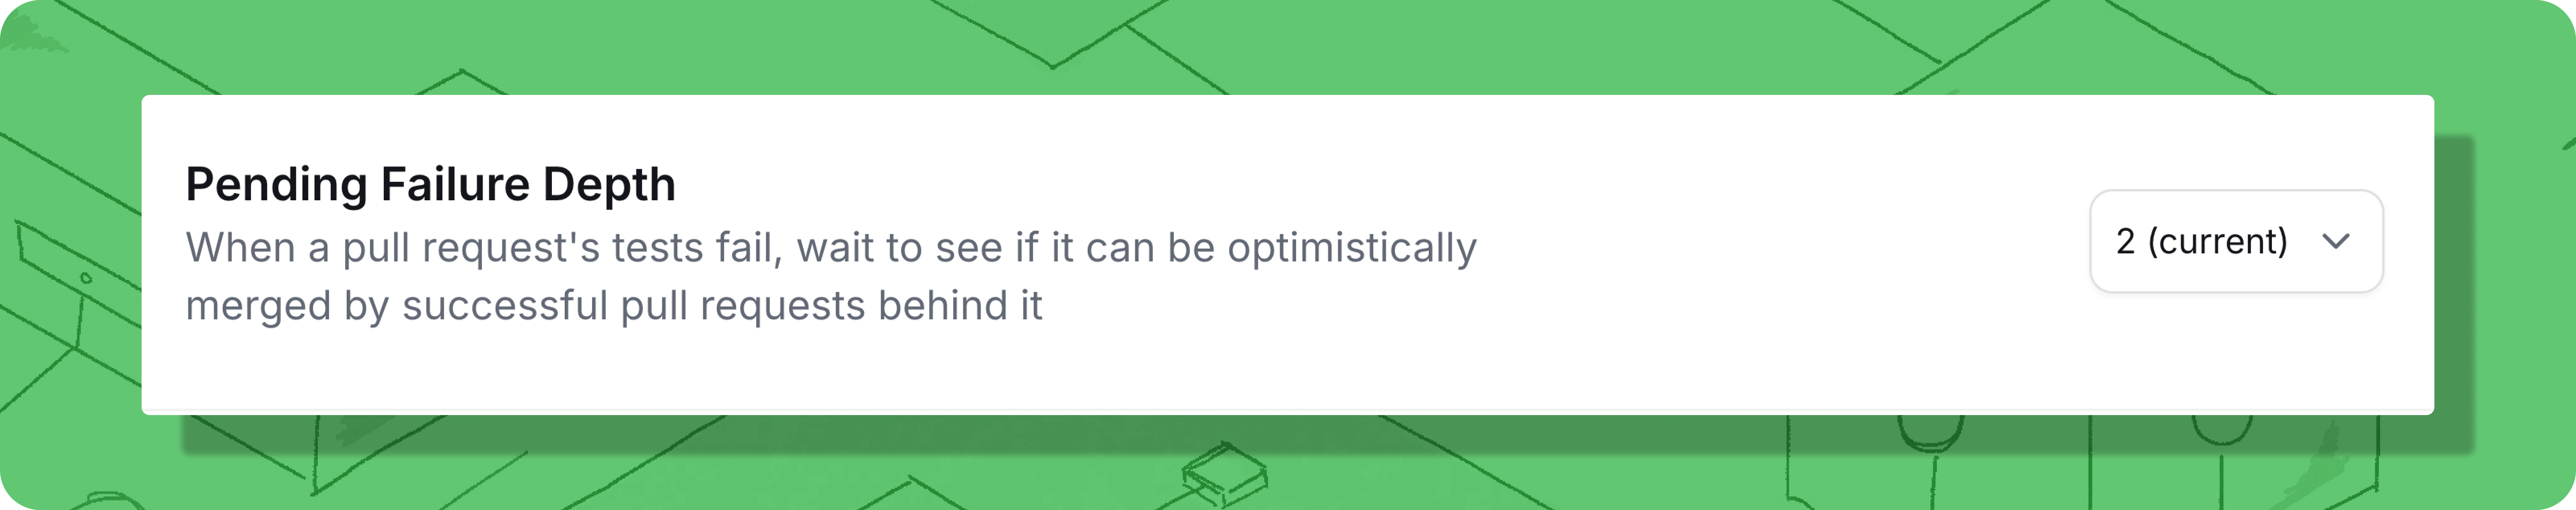 Pending Failure Depth
When a pull request's tests fail, wait to see if it can be optimistically
merged by successful pull requests behind it
2 (current)